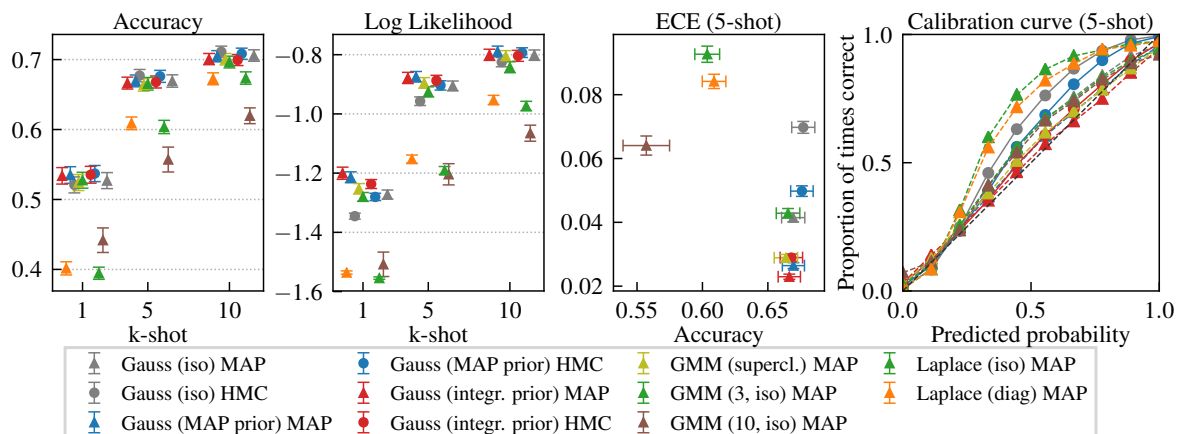 Accuracy
Log Likelihood
ECE (5-shot)
Calibration curve (5-shot)
0.7
0.6
0.5
0.4
1
5
10
k-shot
−0.8
−1.0
−1.2
−1.4
−1.6
1
5
10
k-shot
0.08
0.06
0.04
0.02
0.55
0.60
0.65
Accuracy
Proportion of times correct
1.0
0.5
0.0
0.0
0.5
1.0
Predicted probability
Gauss (iso) MAP
Gauss (iso) HMC
Gauss (MAP prior) MAP
Gauss (MAP prior) HMC
Gauss (integr. prior) MAP
Gauss (integr. prior) HMC
GMM (supercl.) MAP
GMM (3, iso) MAP
GMM (10, iso) MAP
Laplace (iso) MAP
Laplace (diag) MAP